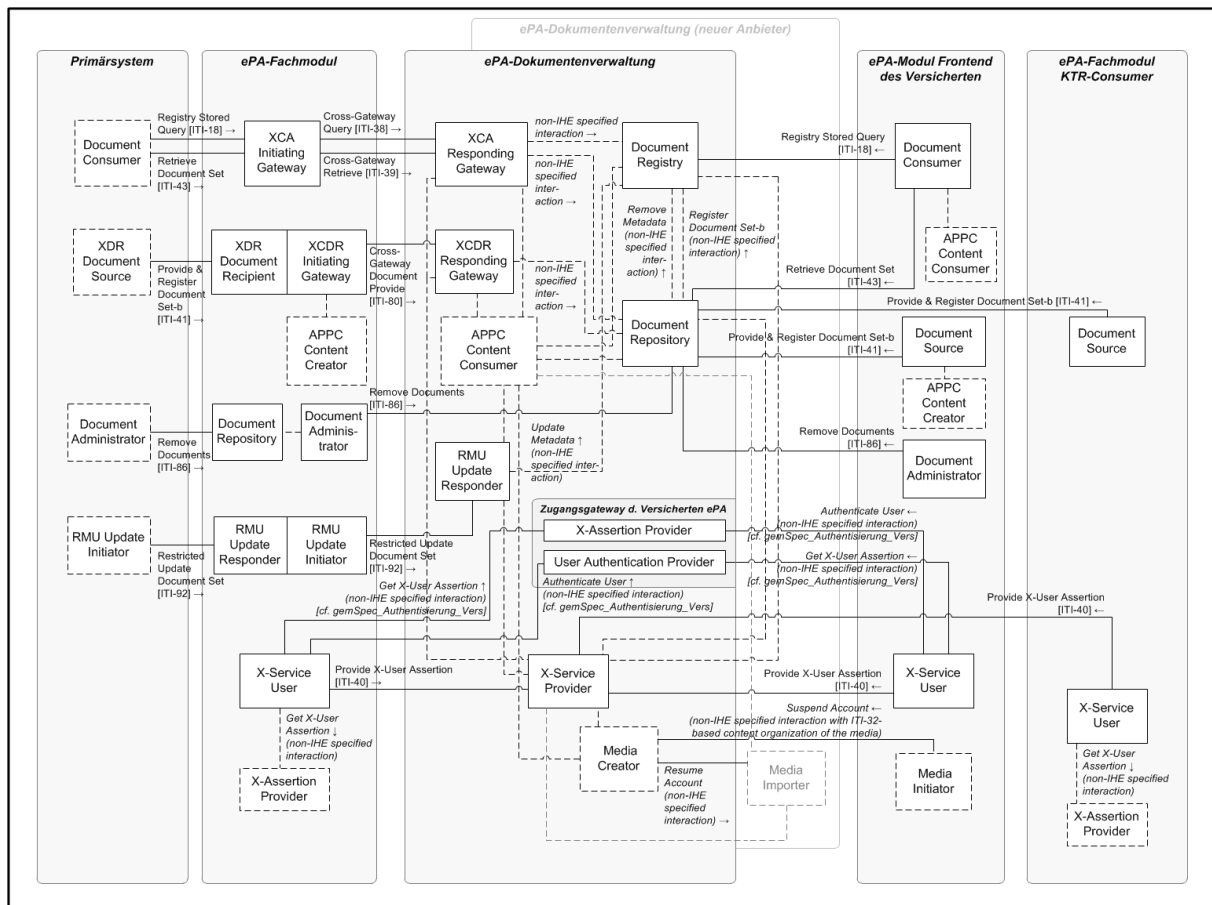 ePA-Dokumentenverwaltung (neuer Anbieter)
Primärsystem
ePA-Fachmodul
ePA-Dokumentenverwaltung
ePA-Modul Frontend
des Versicherten
ePA-Fachmodul
KTR-Consumer
Document
Consumer
Registry Stored
Query [ITI-18] →
Retrieve
Document Set
[ITI-43] →
XCA
Initiating
Gateway
Cross-Gateway
Query [ITI-38] →
Cross-Gateway
Retrieve [ITI-39] →
XCA
Responding
Gateway
non-IHE specified
interaction →
non-IHE
specified
inter-
action →
Document
Registry
Registry Stored Query
[ITI-18] ←
Document
Consumer
Remove
Metadata
(non-IHE
specified
inter-
action) ↑
Register
Document Set-b
(non-IHE specified
interaction) ↑
APPC
Content
Consumer
XDR
Document
Source
Provide &
Register
Document
Set-b
[ITI-41] →
XDR
Document
Recipient
XCDR
Initiating
Gateway
Cross-
Gateway
Document
Provide
[ITI-80] →
XCDR
Responding
Gateway
non-IHE
specified
inter-
action →
Retrieve Document Set
[ITI-43] ←
Provide & Register Document Set-b [ITI-41] ←
APPC
Content
Creator
APPC
Content
Consumer
Document
Repository
Provide & Register Document Set-b
[ITI-41] ←
Document
Source
Document
Source
APPC
Content
Creator
Document
Administrator
Remove
Documents
[ITI-86] →
Document
Repository
Document
Adminis-
trator
Remove Documents
[ITI-86] →
Update
Metadata ↑
(non-IHE
specified inter-
action)
Remove Documents
[ITI-86] ←
Document
Administrator
RMU
Update
Responder
Zugangsgateway d. Versicherten ePA
X-Assertion Provider
User Authentication Provider
Authenticate User ←
(non-IHE specified interaction)
[cf. gemSpec_Authentisierung_Vers]
Get X-User Assertion ←
(non-IHE specified interaction)
[cf. gemSpec_Authentisierung_Vers]
RMU Update
Initiator
Restricted
Update
Document Set
[ITI-92] →
RMU
Update
Responder
RMU
Update
Initiator
Restricted Update
Document Set
[ITI-92] →
Get X-User Assertion ↑
(non-IHE specified interaction)
[cf. gemSpec_Authentisierung_Vers]
Authenticate User ↑
(non-IHE specified interaction)
[cf. gemSpec_Authentisierung_Vers]
Provide X-User Assertion
[ITI-40] ←
X-Service
User
Provide X-User Assertion
[ITI-40] →
X-Service
Provider
Provide X-User Assertion
[ITI-40] ←
X-Service
User
X-Service
User
Get X-User
Assertion ↓
(non-IHE specified
interaction)
X-Assertion
Provider
Suspend Account ←
(non-IHE specified interaction with ITI-32-
based content organization of the media)
Media
Creator
Resume
Account
(non-IHE
specified
interaction) →
Media
Importer
Media
Initiator
Get X-User
Assertion ↓
(non-IHE specified
interaction)
X-Assertion
Provider